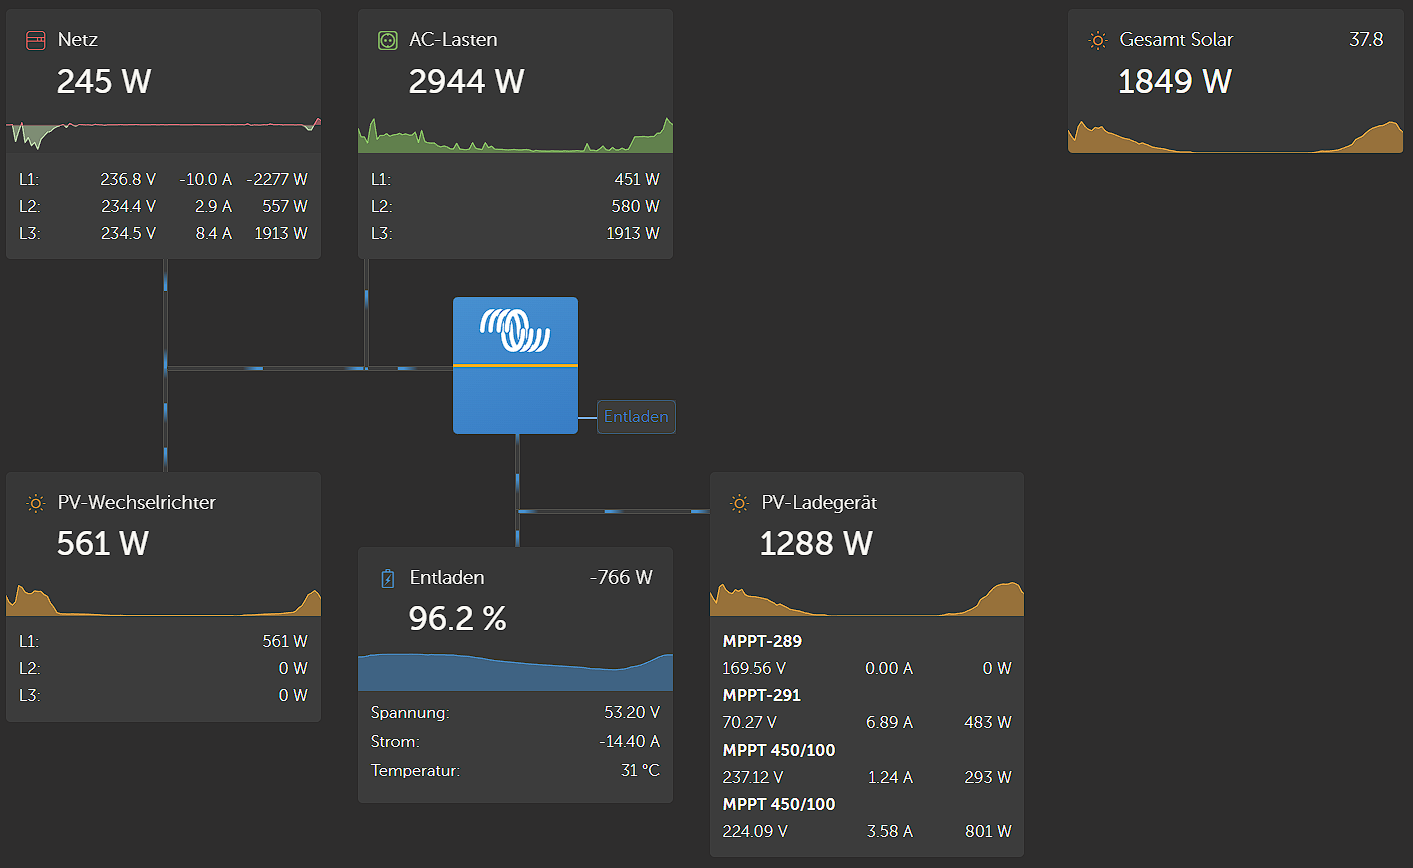 Netz
245 W
L1: 236.8 V -10.0 A -2277 W
L2: 234.4 V 2.9 A 557 W
L3: 234.5 V 8.4 A 1913 W
AC-Lasten
2944 W
L1: 451 W
L2: 580 W
L3: 1913 W
Gesamt Solar 37.8
1849 W
Entladen
PV-Wechselrichter
561 W
L1: 561 W
L2: 0 W
L3: 0 W
Entladen -766 W
96.2 %
Spannung: 53.20 V
Strom: -14.40 A
Temperatur: 31 °C
PV-Ladegerät
1288 W
MPPT-289
169.56 V 0.00 A 0 W
MPPT-291
70.27 V 6.89 A 483 W
MPPT 450/100
237.12 V 1.24 A 293 W
MPPT 450/100
224.09 V 3.58 A 801 W